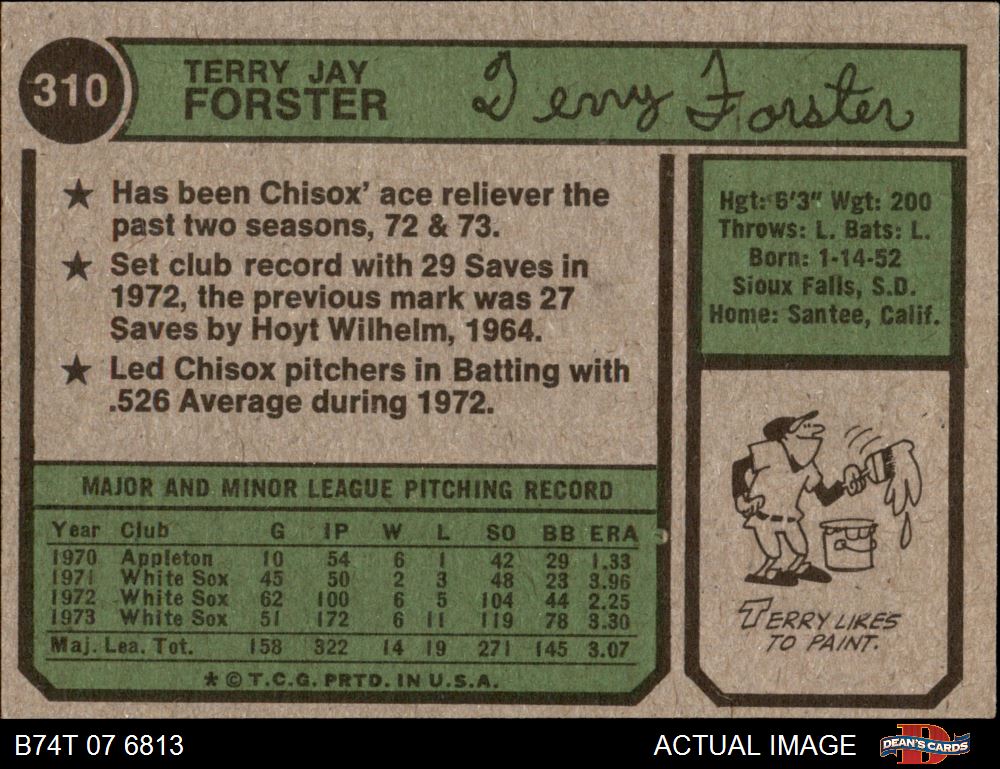 310
TERRY JAY
FORSTER
Terry Forster
★ Has been Chisox' ace reliever the
past two seasons, 72 & 73.
★ Set club record with 29 Saves in
1972, the previous mark was 27
Saves by Hoyt Wilhelm, 1964.
★ Led Chisox pitchers in Batting with
.526 Average during 1972.
Hgt: 6'3" Wgt: 200
Throws: L. Bats: L.
Born: 1-14-52
Sioux Falls, S.D.
Home: Santee, Calif.
MAJOR AND MINOR LEAGUE PITCHING RECORD
Year Club G IP W L SO BB ERA
1970 Appleton 10 54 6 1 42 29 1.33
1971 White Sox 45 50 2 3 48 23 3.96
1972 White Sox 62 100 6 5 104 44 2.25
1973 White Sox 51 172 6 11 119 78 3.30
Maj. Lea. Tot. 158 322 14 19 271 145 3.07
* © T.C.G. PRTD. IN U.S.A.
TERRY LIKES
TO PAINT.
B74T 07 6813
ACTUAL IMAGE
DEAN'S CARDS